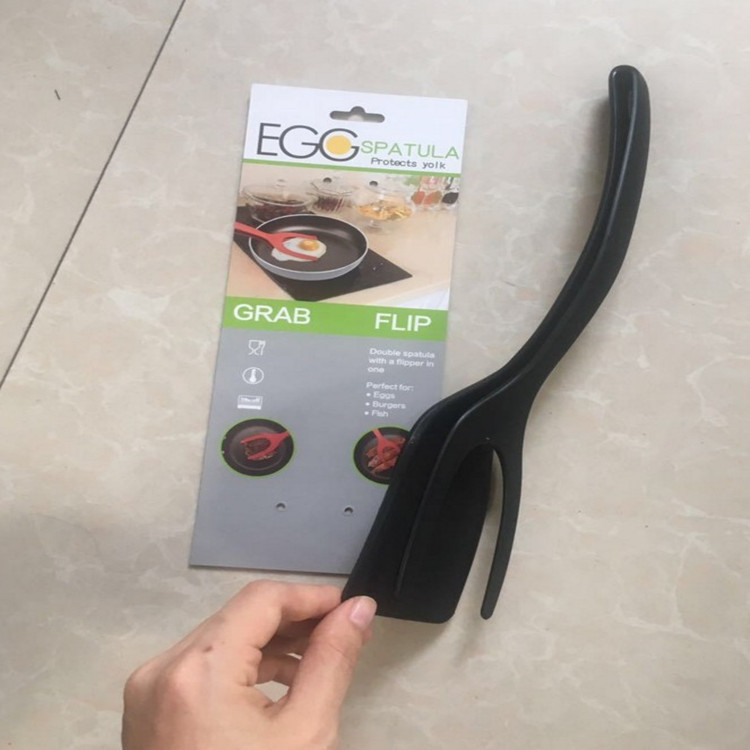 EGG SPATULA
Protects yolk
GRAB FLIP
Double spatula
with a flipper in
one
Perfect for:
• Eggs
• Burgers
• Fish